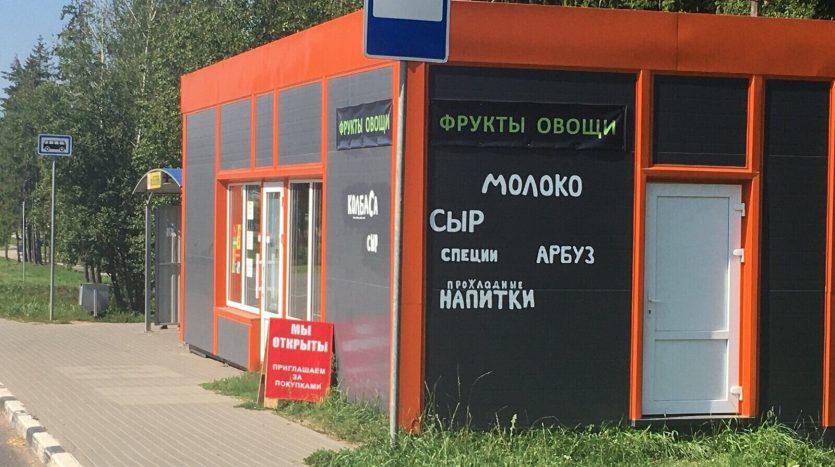 ФРУКТЫ ОВОЩИ
КОЛБАСА
СЫР
МЫ
ОТКРЫТЫ
ПРИГЛАШАЕМ
ЗА
ПОКУПКАМИ
ФРУКТЫ ОВОЩИ
МОЛОКО
СЫР
СПЕЦИИ АРБУЗ
ПРОХЛАДНЫЕ
НАПИТКИ